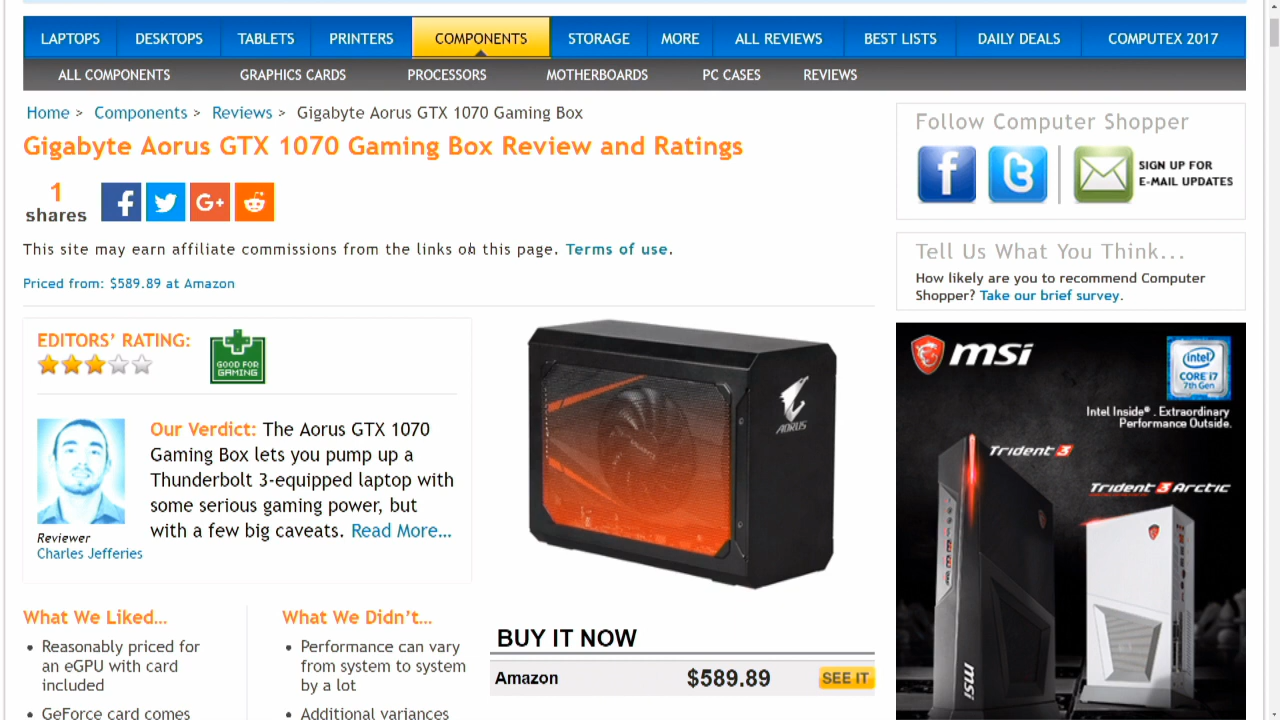 LAPTOPS DESKTOPS TABLETS PRINTERS COMPONENTS STORAGE MORE ALL REVIEWS BEST LISTS DAILY DEALS COMPUTEX 2017
ALL COMPONENTS GRAPHICS CARDS PROCESSORS MOTHERBOARDS PC CASES REVIEWS
Home > Components > Reviews > Gigabyte Aorus GTX 1070 Gaming Box
Gigabyte Aorus GTX 1070 Gaming Box Review and Ratings
1
shares
G+
This site may earn affiliate commissions from the links on this page. Terms of use.
Priced from: $589.89 at Amazon
EDITORS' RATING:
GOOD FOR
GAMING
Our Verdict: The Aorus GTX 1070
Gaming Box lets you pump up a
Thunderbolt 3-equipped laptop with
some serious gaming power, but
with a few big caveats. Read More...
Reviewer
Charles Jefferies
AORUS
What We Liked...
• Reasonably priced for
an eGPU with card
included
• GeForce card comes
What We Didn't...
• Performance can vary
from system to system
by a lot
• Additional variances
BUY IT NOW
Amazon $589.89 SEE IT
Follow Computer Shopper
SIGN UP FOR
E-MAIL UPDATES
Tell Us What You Think...
How likely are you to recommend Computer
Shopper? Take our brief survey.
msi
intel
CORE i7
7th Gen
Intel Inside®. Extraordinary
Performance Outside.
Trident 3
Trident 3 Arctic
msi